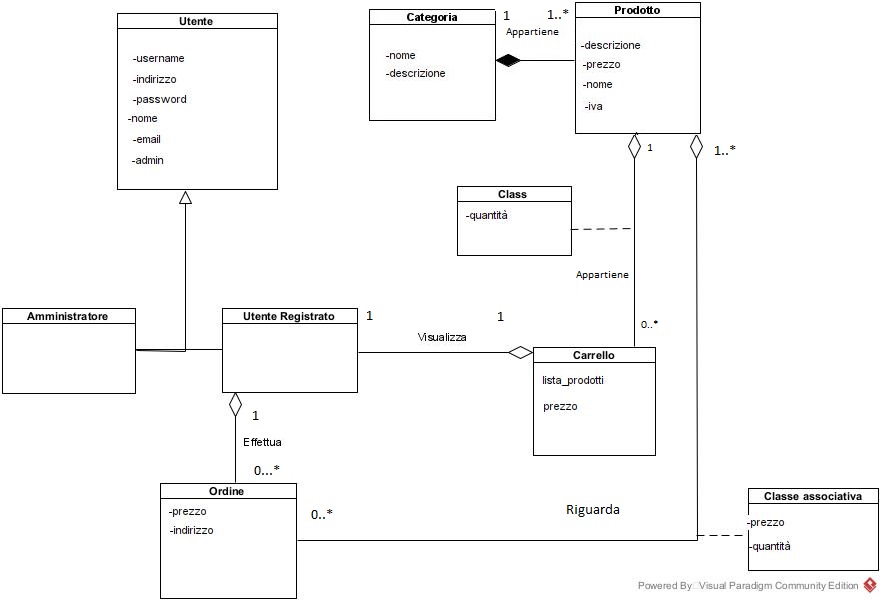 Utente
-username
-indirizzo
-password
-nome
-email
-admin
Categoria
-nome
-descrizione
1
1..*
Appartiene
Prodotto
-descrizione
-prezzo
-nome
-iva
1
1..*
Class
-quantità
Appartiene
0..*
Amministratore
Utente Registrato
1
1
Visualizza
Carrello
lista_prodotti
prezzo
1
Effettua
0...*
Ordine
-prezzo
-indirizzo
0..*
Riguarda
Classe associativa
-prezzo
-quantità
Powered By Visual Paradigm Community Edition